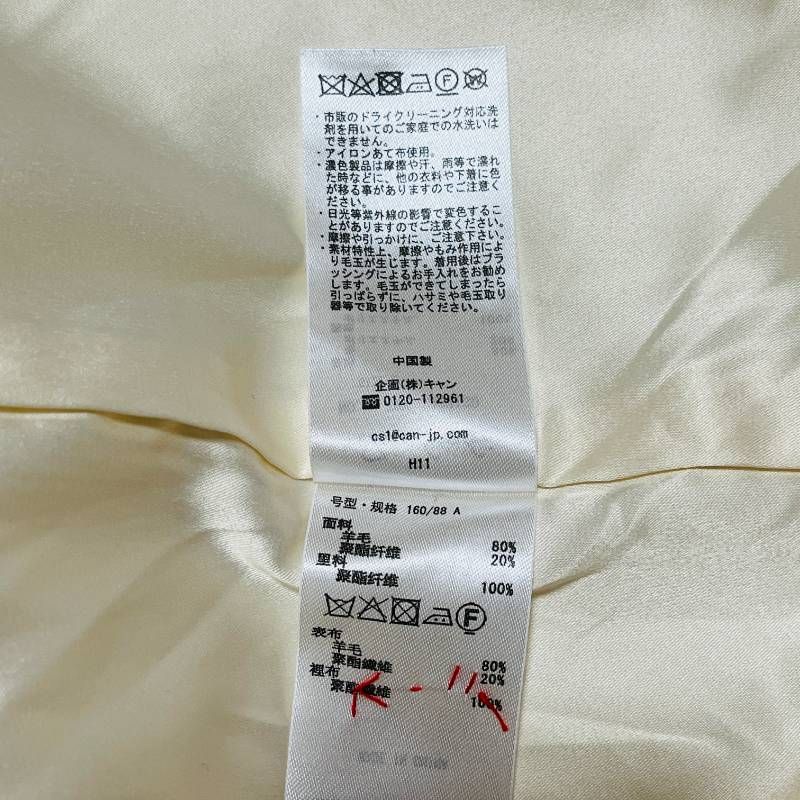 ・市販のドライクリーニング対応洗
剤を用いてのご家庭での水洗いは
できません。
・アイロンあて布使用。
・濃色製品は摩擦や汗、雨等で濡れ
た時などに、他の衣料や下着に色
が移る事がありますのでご注意く
ださい。
・日光等紫外線の影響で変色するこ
とがありますのでご注意ください。
・摩擦や引っかけに、ご注意下さい。
・素材特性上、摩擦やもみ作用によ
り毛玉が生じます。着用後はブラ
ッシングによるお手入れをお勧め
します。毛玉ができてしまったら
引っぱらずに、ハサミや毛玉取り
器等で取り除いてください。
中国製
企画(株)キャン
0120-112961
cs1@can-jp.com
H11
号型・规格 160/88 A
面料
羊毛 80%
聚酯纤维 20%
里料
聚酯纤维 100%
F
表布
羊毛 80%
聚酯纖維 20%
裡布
聚酯纖維 100%